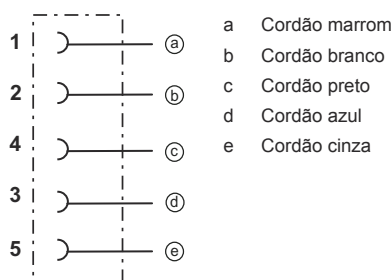 1 a
2 b
4 c
3 d
5 e
a Cordão marrom
b Cordão branco
c Cordão preto
d Cordão azul
e Cordão cinza